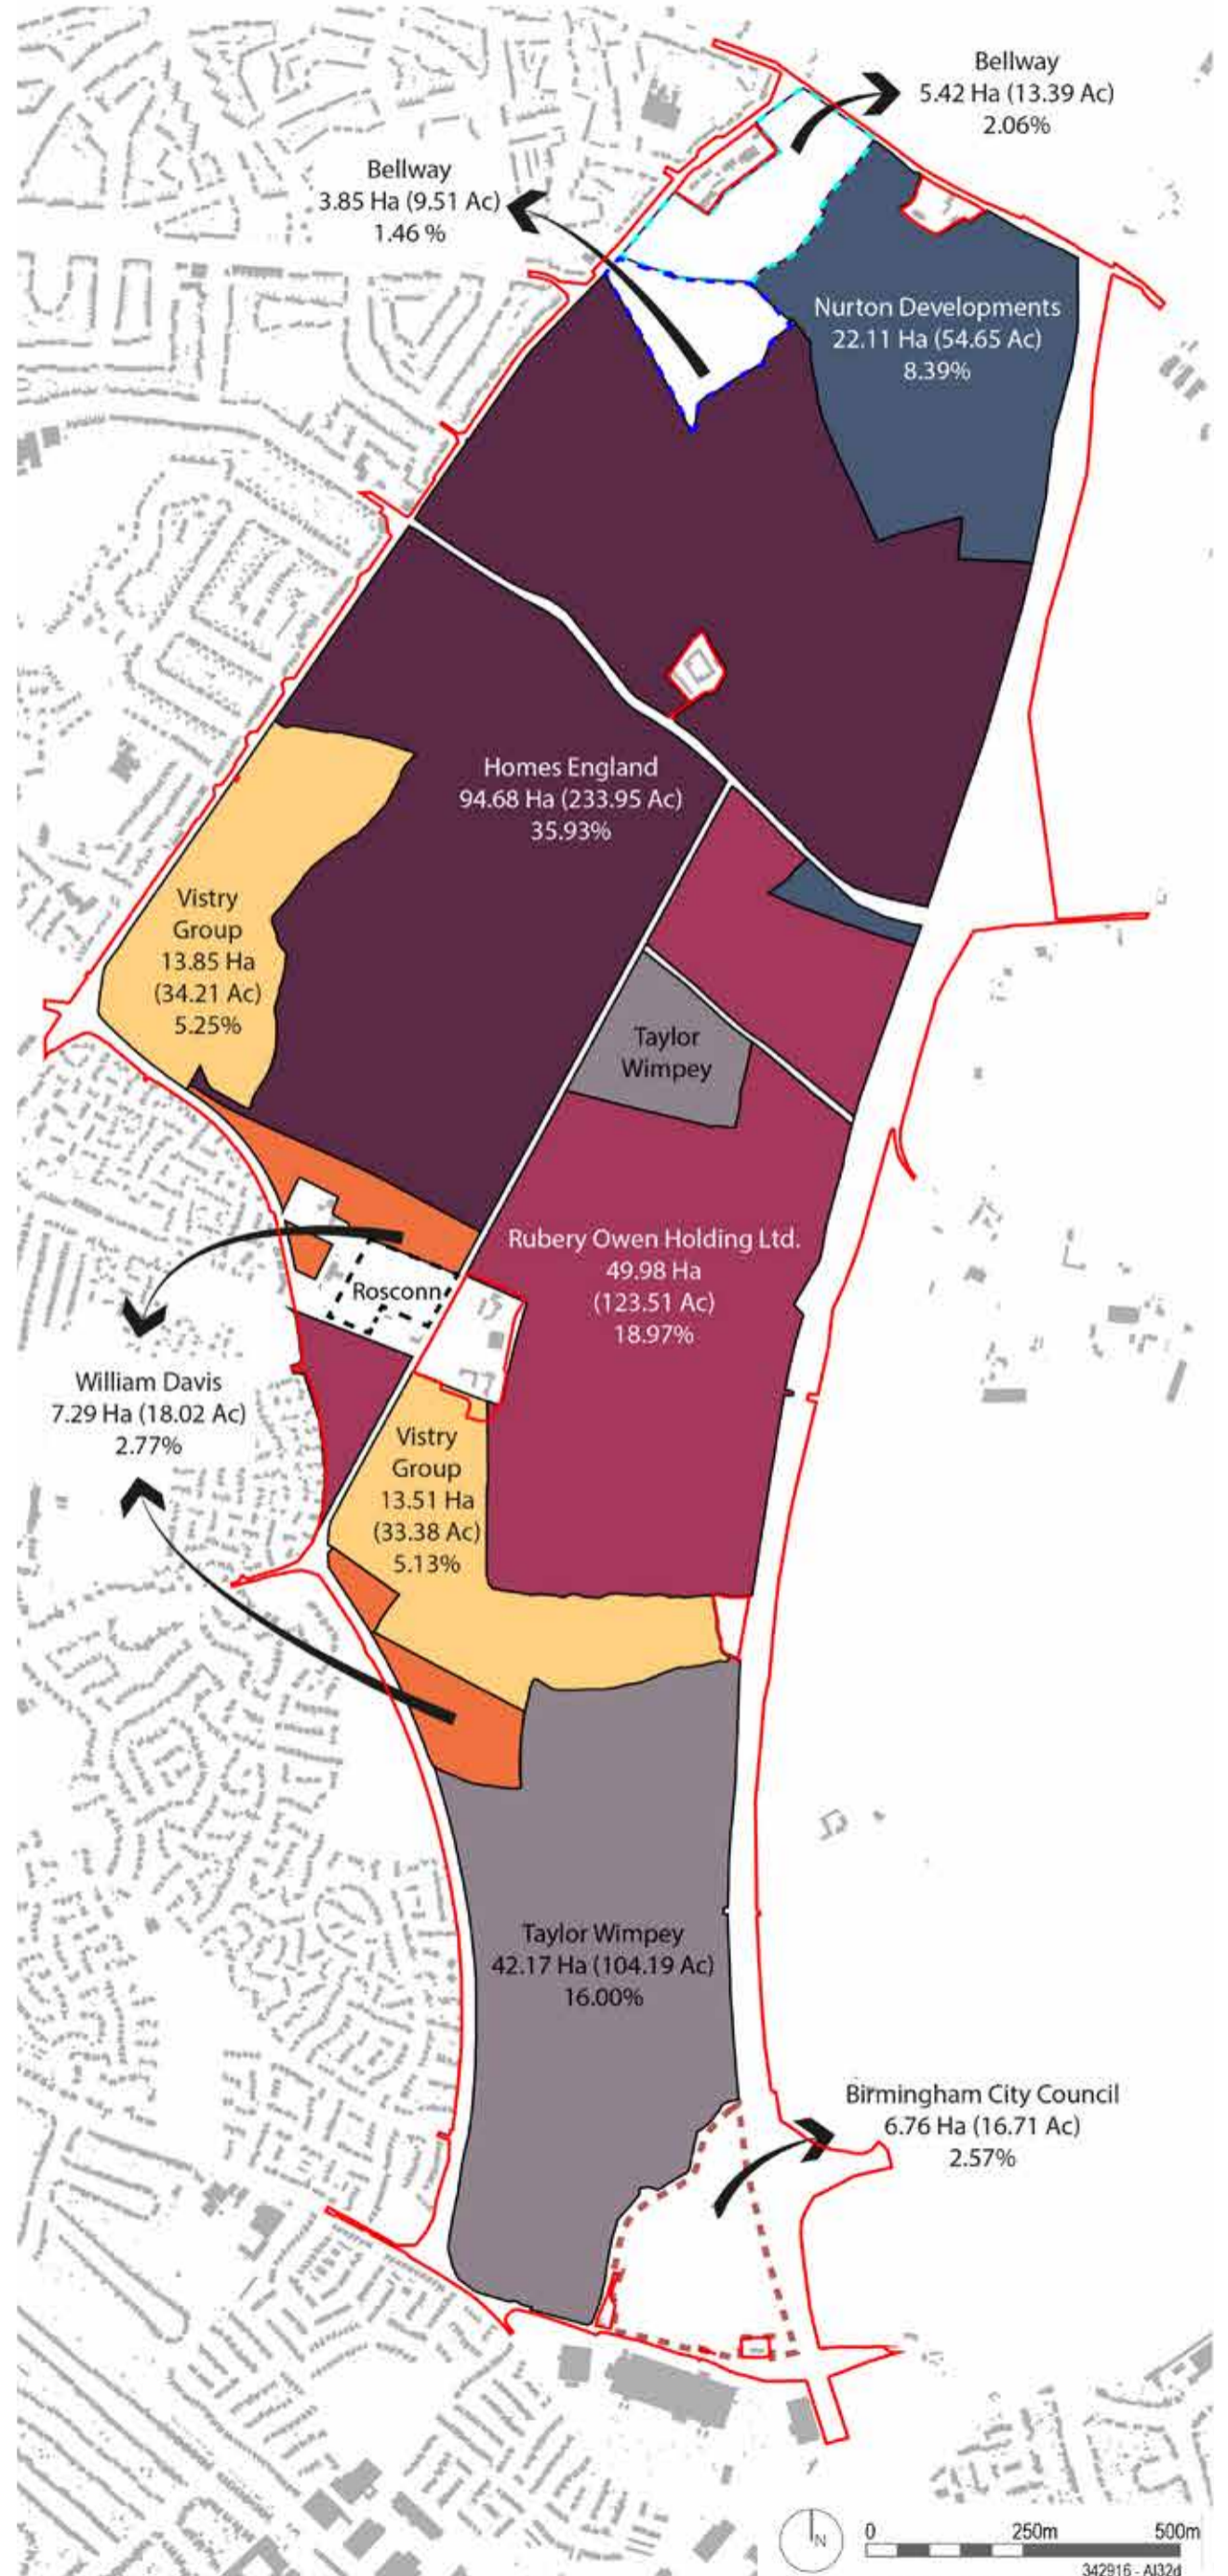 Bellway
5.42 Ha (13.39 Ac)
2.06%
Bellway
3.85 Ha (9.51 Ac)
1.46 %
Nurton Developments
22.11 Ha (54.65 Ac)
8.39%
Homes England
94.68 Ha (233.95 Ac)
35.93%
Vistry
Group
13.85 Ha
(34.21 Ac)
5.25%
Taylor
Wimpey
Rubery Owen Holding Ltd.
49.98 Ha
(123.51 Ac)
18.97%
Rosconn
William Davis
7.29 Ha (18.02 Ac)
2.77%
Vistry
Group
13.51 Ha
(33.38 Ac)
5.13%
Taylor Wimpey
42.17 Ha (104.19 Ac)
16.00%
Birmingham City Council
6.76 Ha (16.71 Ac)
2.57%
N
0 250m 500m
342916 - AI32d